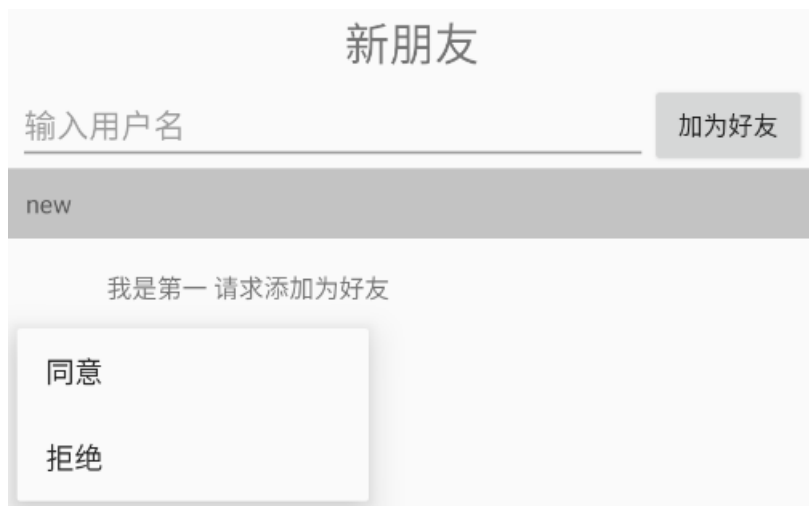 新朋友
输入用户名
加为好友
new
我是第一 请求添加为好友
同意
拒绝